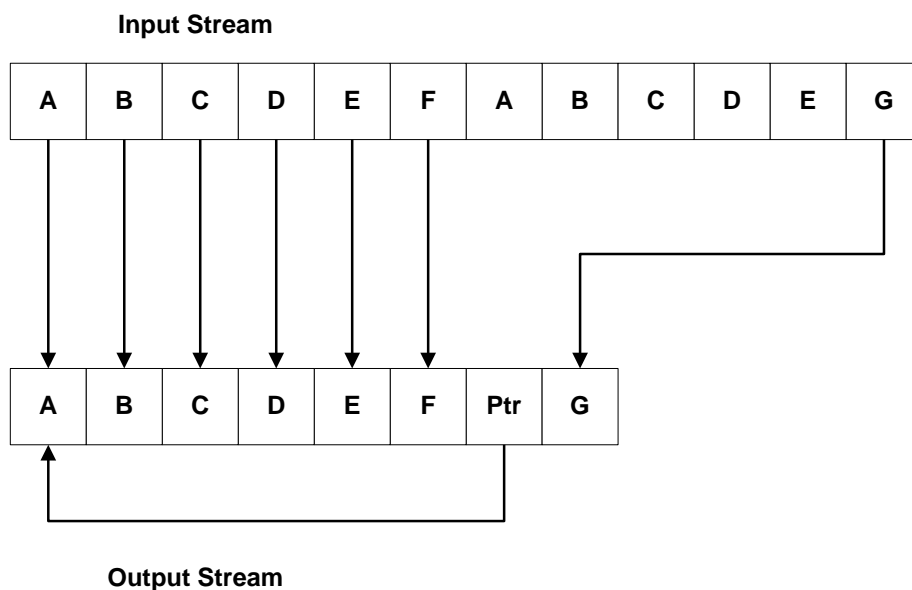 Input Stream
A B C D E F A B C D E G
A B C D E F Ptr G
Output Stream